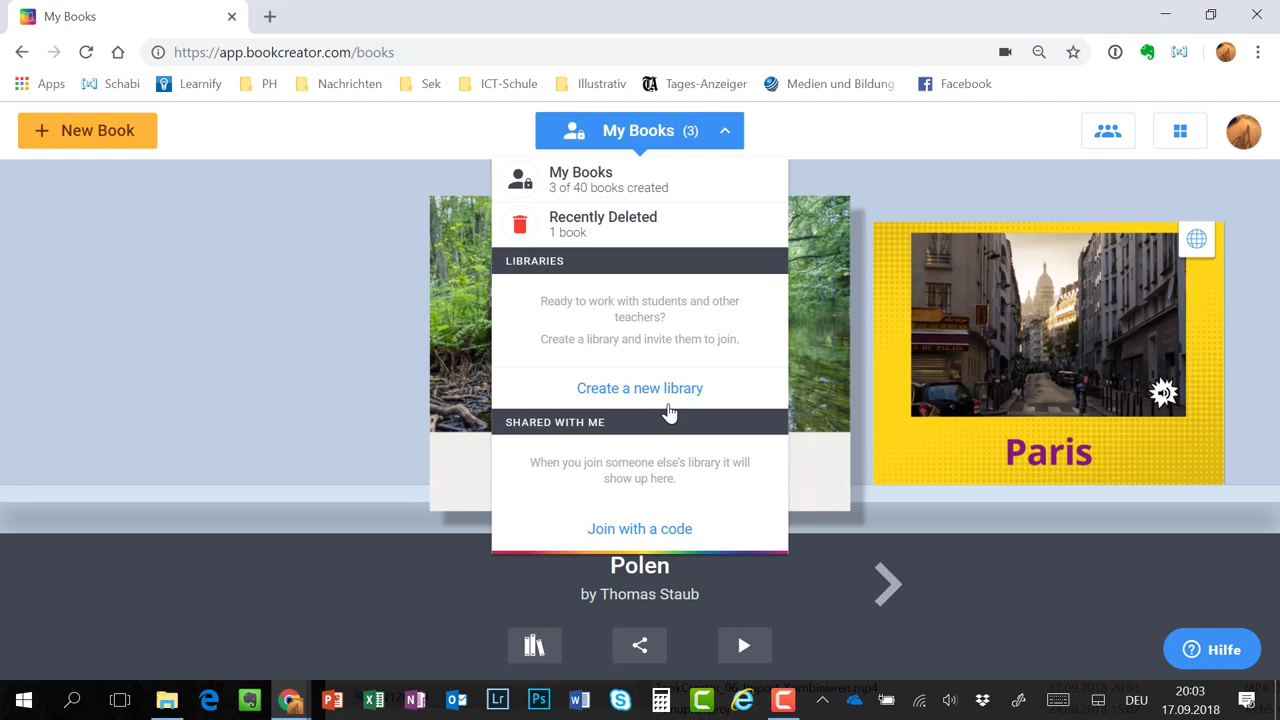 My Books
https://app.bookcreator.com/books
Apps
Schabi
Learnify
PH
Nachrichten
Sek
ICT-Schule
Illustrativ
Tages-Anzeiger
Medien und Bildung
Facebook
+ New Book
My Books (3)
My Books
3 of 40 books created
Recently Deleted
1 book
LIBRARIES
Ready to work with students and other
teachers?
Create a library and invite them to join.
Create a new library
SHARED WITH ME
When you join someone else's library it will
show up here.
Join with a code
Paris
Polen
by Thomas Staub
Hilfe
DEU
20:03
17.09.2018